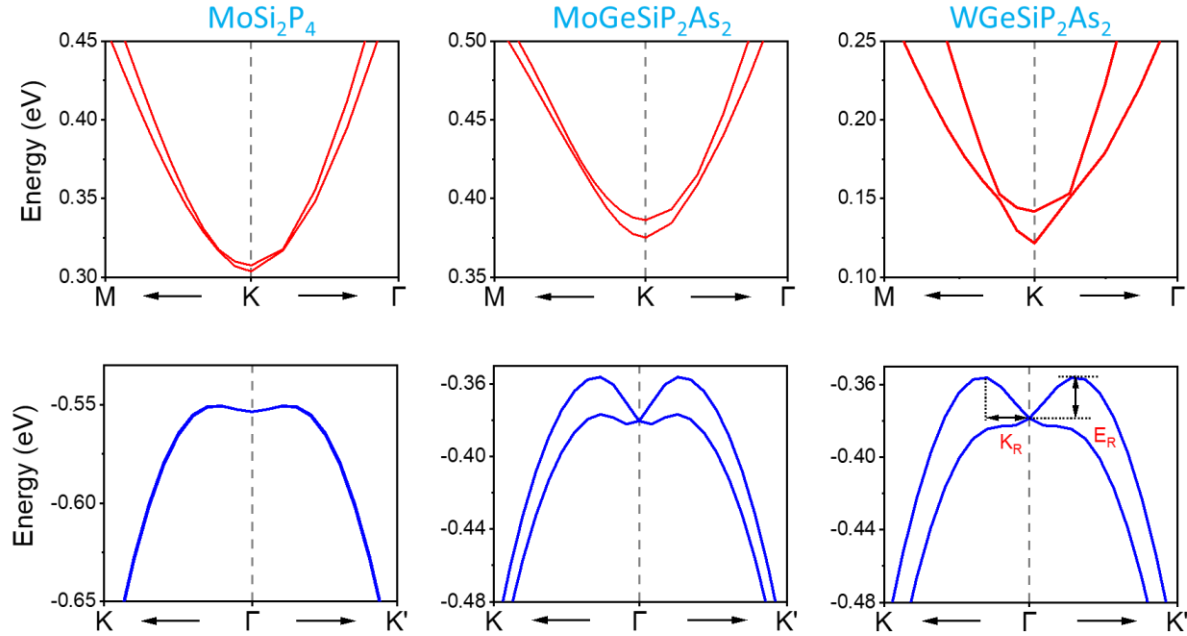 MoSi₂P₄
MoGeSiP₂As₂
WGeSiP₂As₂
Energy (eV)
0.45
0.40
0.35
0.30
M ← K → Γ
0.50
0.45
0.40
0.35
M ← K → Γ
0.25
0.20
0.15
0.10
M ← K → Γ
Energy (eV)
-0.55
-0.60
-0.65
K ← Γ → K'
-0.36
-0.40
-0.44
-0.48
K ← Γ → K'
-0.36
-0.40
-0.44
-0.48
K_R
E_R
K ← Γ → K'